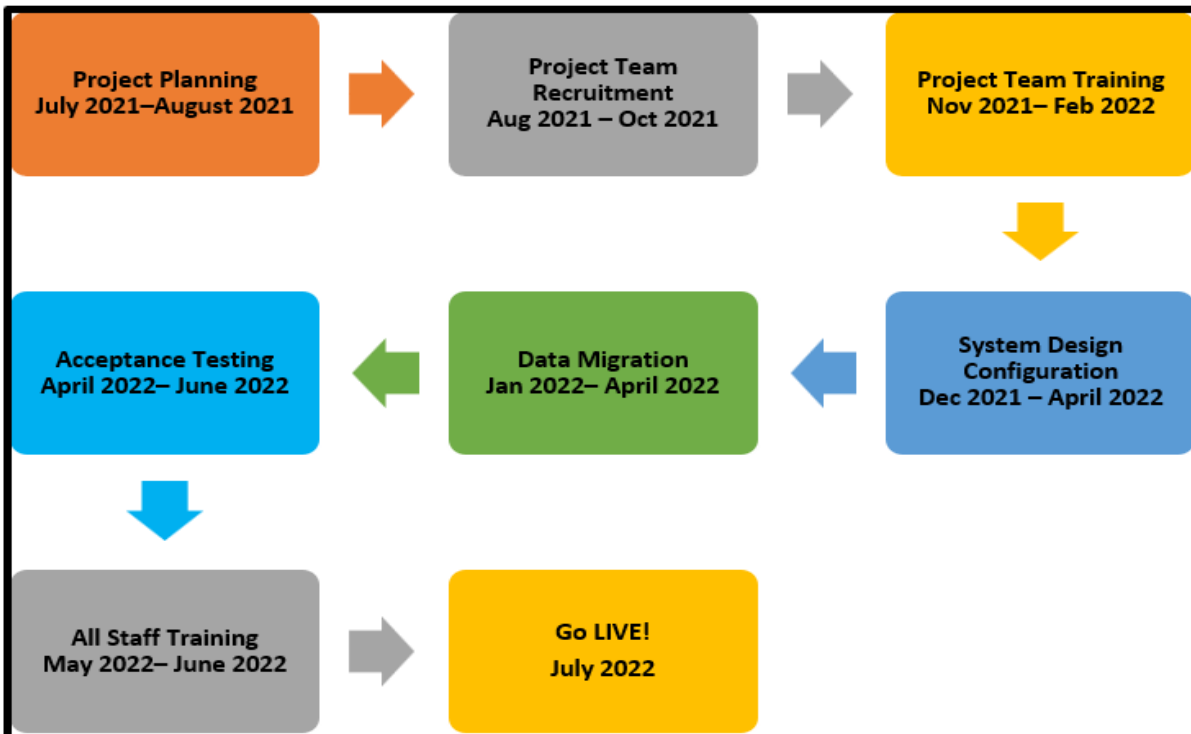 Project Planning
July 2021–August 2021
Project Team
Recruitment
Aug 2021 – Oct 2021
Project Team Training
Nov 2021– Feb 2022
System Design
Configuration
Dec 2021 – April 2022
Data Migration
Jan 2022– April 2022
Acceptance Testing
April 2022– June 2022
All Staff Training
May 2022– June 2022
Go LIVE!
July 2022